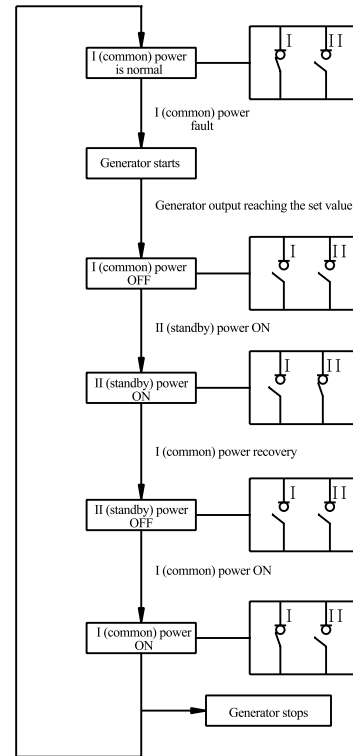 I (common) power
is normal
I II
I (common) power
fault
Generator starts
Generator output reaching the set value
I (common) power
OFF
I II
II (standby) power ON
II (standby) power
ON
I II
I (common) power recovery
II (standby) power
OFF
I II
I (common) power ON
I (common) power
ON
I II
Generator stops